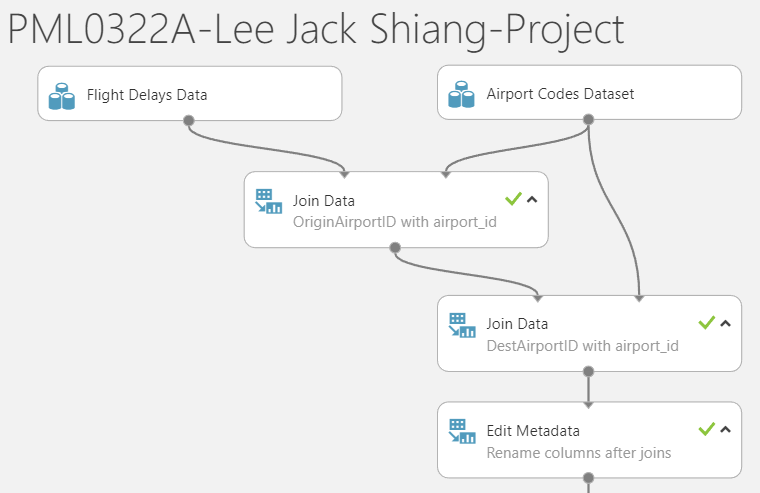 PML0322A-Lee Jack Shiang-Project
Flight Delays Data
Airport Codes Dataset
Join Data
OriginAirportID with airport_id
Join Data
DestAirportID with airport_id
Edit Metadata
Rename columns after joins